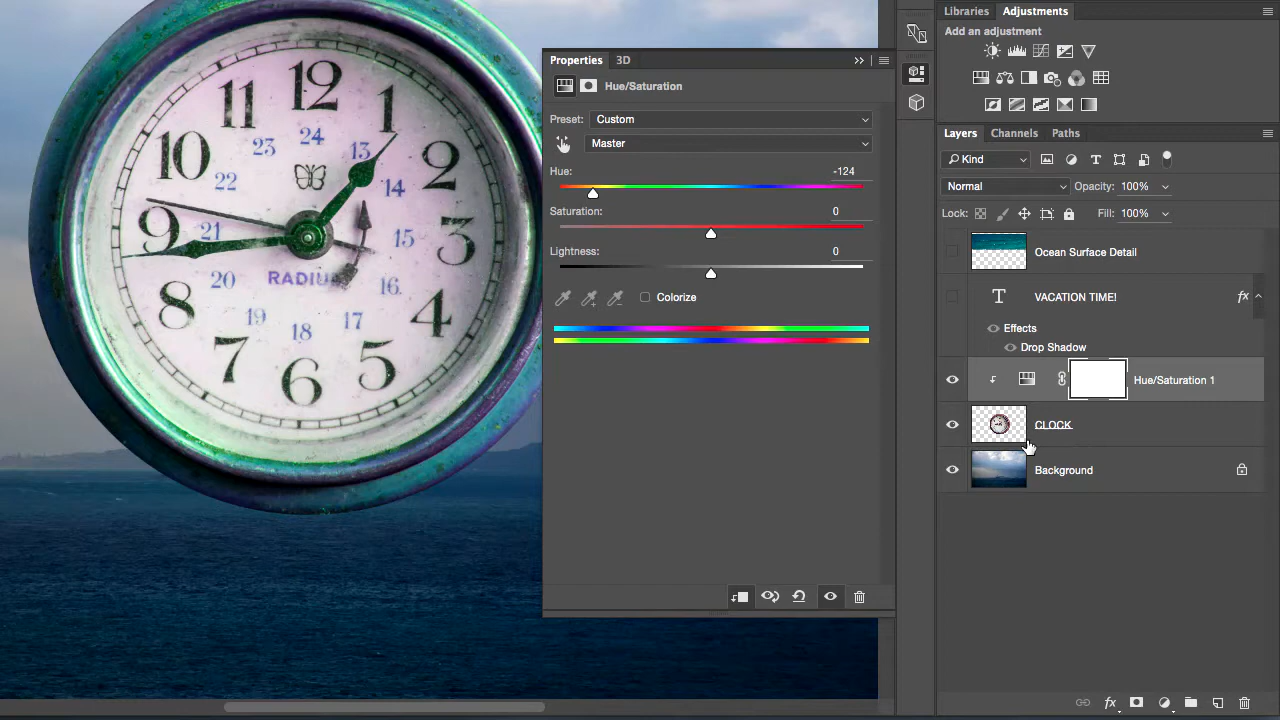 Libraries Adjustments
Add an adjustment
Properties 3D
Hue/Saturation
Preset: Custom
Master
Hue: -124
Saturation: 0
Lightness: 0
Colorize
Layers Channels Paths
Kind
Normal Opacity: 100%
Lock: Fill: 100%
Ocean Surface Detail
T VACATION TIME! fx
Effects
Drop Shadow
Hue/Saturation 1
CLOCK
Background
fx
12
11 1
10 2
9 3
8 4
7 5
6
24
23 13
22 14
21 15
20 16
19 17
18
RADIU